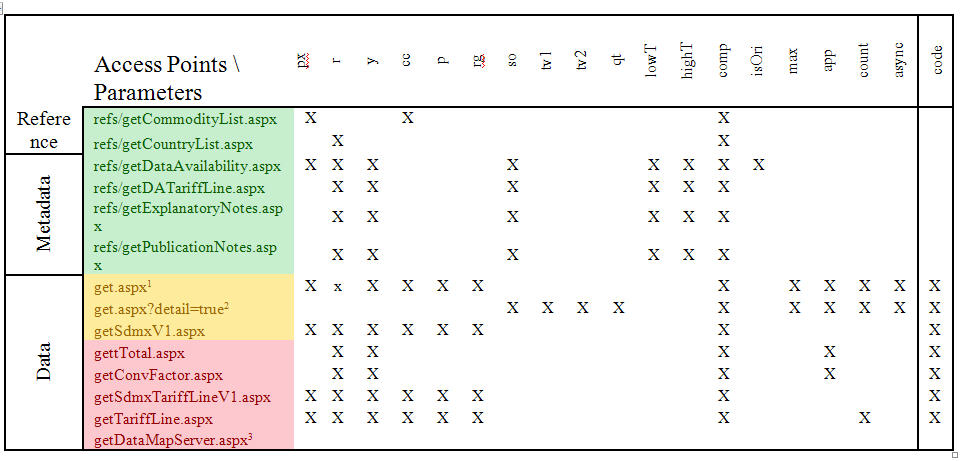 Access Points \
Parameters px r y cc p rg so tv1 tv2 qt lowT highT comp isOri max app count async code
Refere
nce
refs/getCommodityList.aspx X X X
refs/getCountryList.aspx X X
Metadata
refs/getDataAvailability.aspx X X X X X X X X
refs/getDATariffLine.aspx X X X X X X
refs/getExplanatoryNotes.asp
x X X X X X X
refs/getPublicationNotes.asp
x X X X X X X
Data
get.aspx1 X x X X X X X X X X X X
get.aspx?detail=true2 X X X X X X X X X X
getSdmxV1.aspx X X X X X X X X
gettTotal.aspx X X X X X
getConvFactor.aspx X X X X X
getSdmxTariffLineV1.aspx X X X X X X X X
getTariffLine.aspx X X X X X X X X X
getDataMapServer.aspx3